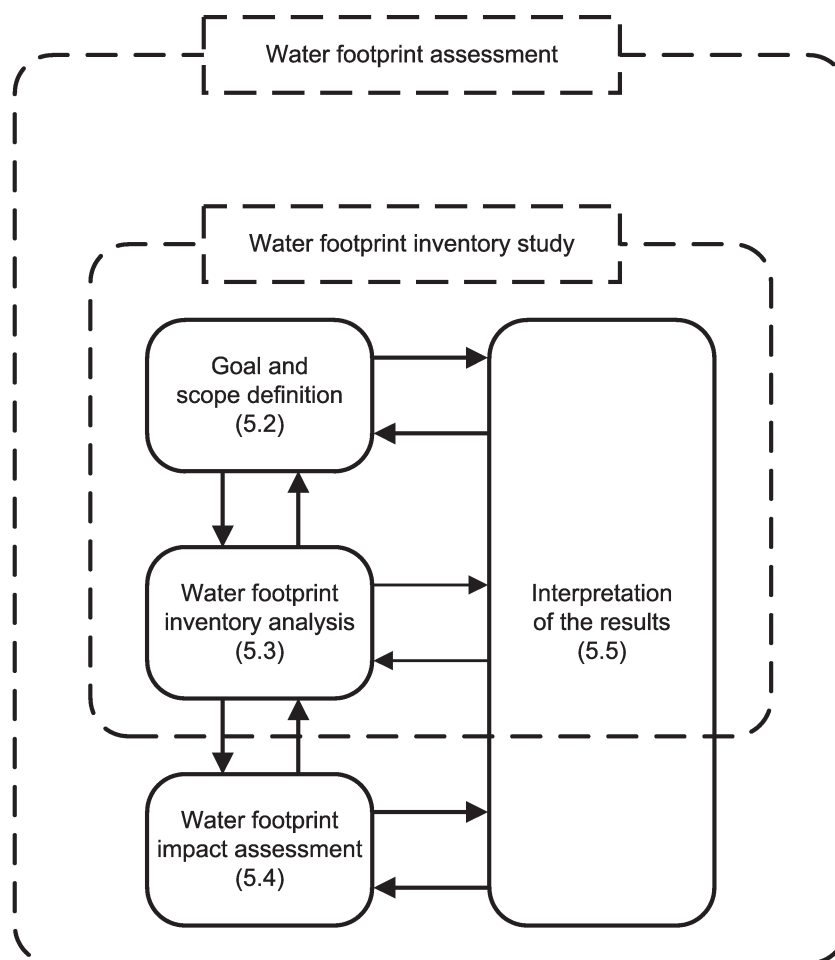 Water footprint assessment
Water footprint inventory study
Goal and
scope definition
(5.2)
Water footprint
inventory analysis
(5.3)
Interpretation
of the results
(5.5)
Water footprint
impact assessment
(5.4)